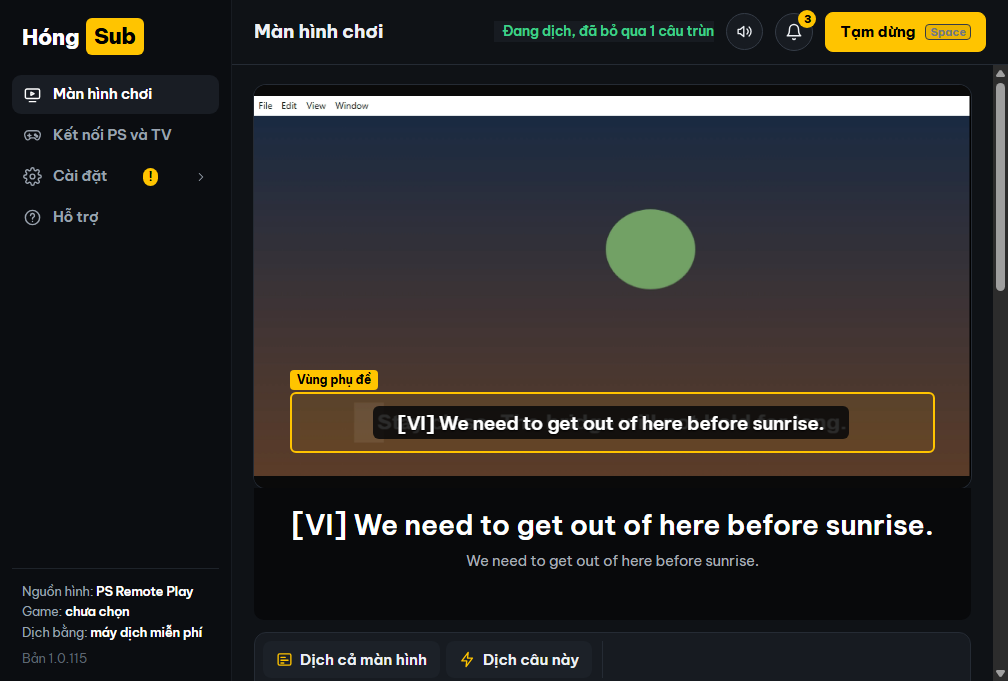 Hóng Sub
Màn hình chơi
Kết nối PS và TV
Cài đặt
!
Hỗ trợ
Nguồn hình: PS Remote Play
Game: chưa chọn
Dịch bằng: máy dịch miễn phí
Bản 1.0.115
Màn hình chơi
Đang dịch, đã bỏ qua 1 câu trùn
3
Tạm dừng Space
File Edit View Window
Vùng phụ đề
[VI] We need to get out of here before sunrise.
[VI] We need to get out of here before sunrise.
We need to get out of here before sunrise.
Dịch cả màn hình
Dịch câu này